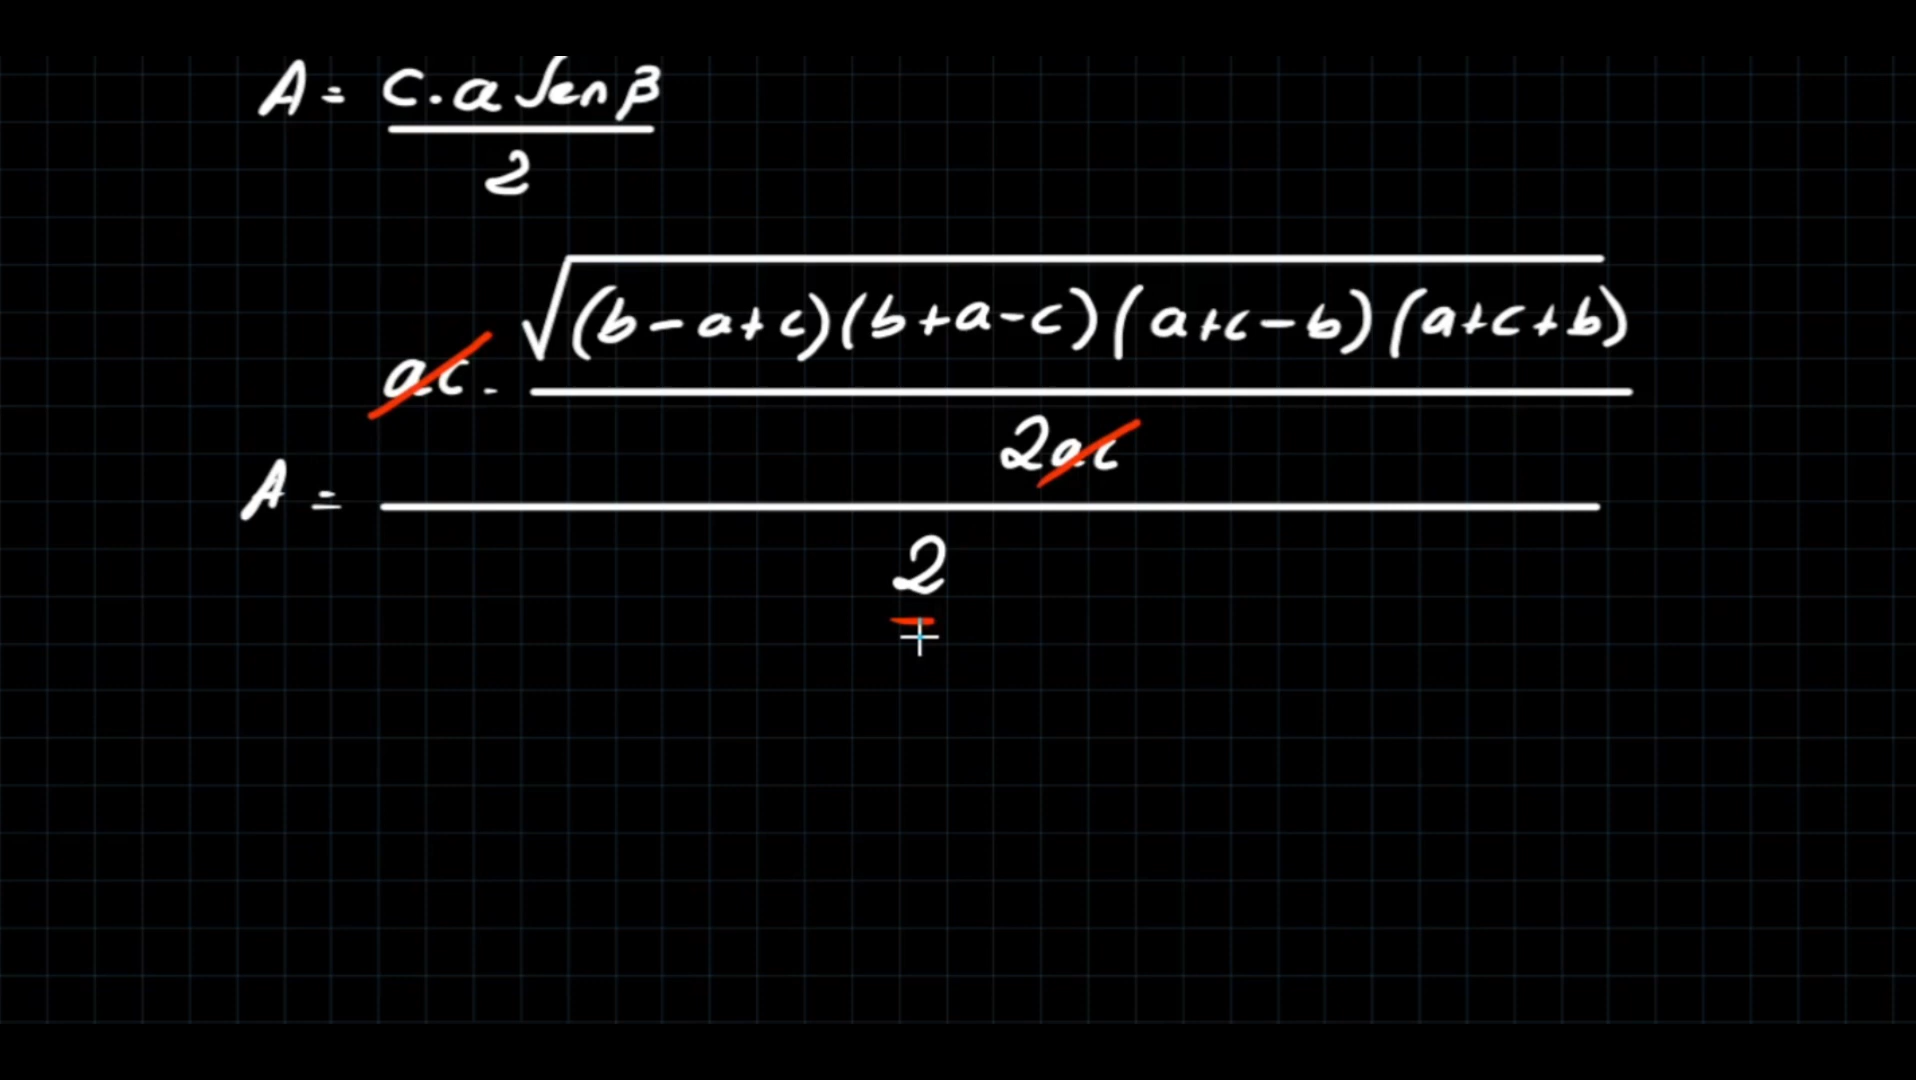 A = c.a Sen β
2
√(b-a+c)(b+a-c)(a+c-b)(a+c+b)
ac.
2ac
A =
2